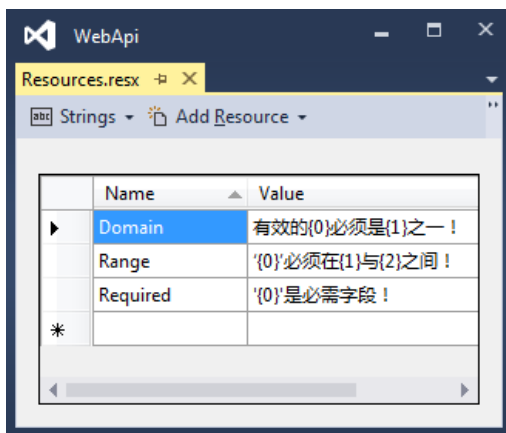 WebApi
Resources.resx
Strings Add Resource
Name Value
Domain 有效的{0}必须是{1}之一！
Range '{0}'必须在{1}与{2}之间！
Required '{0}'是必需字段！